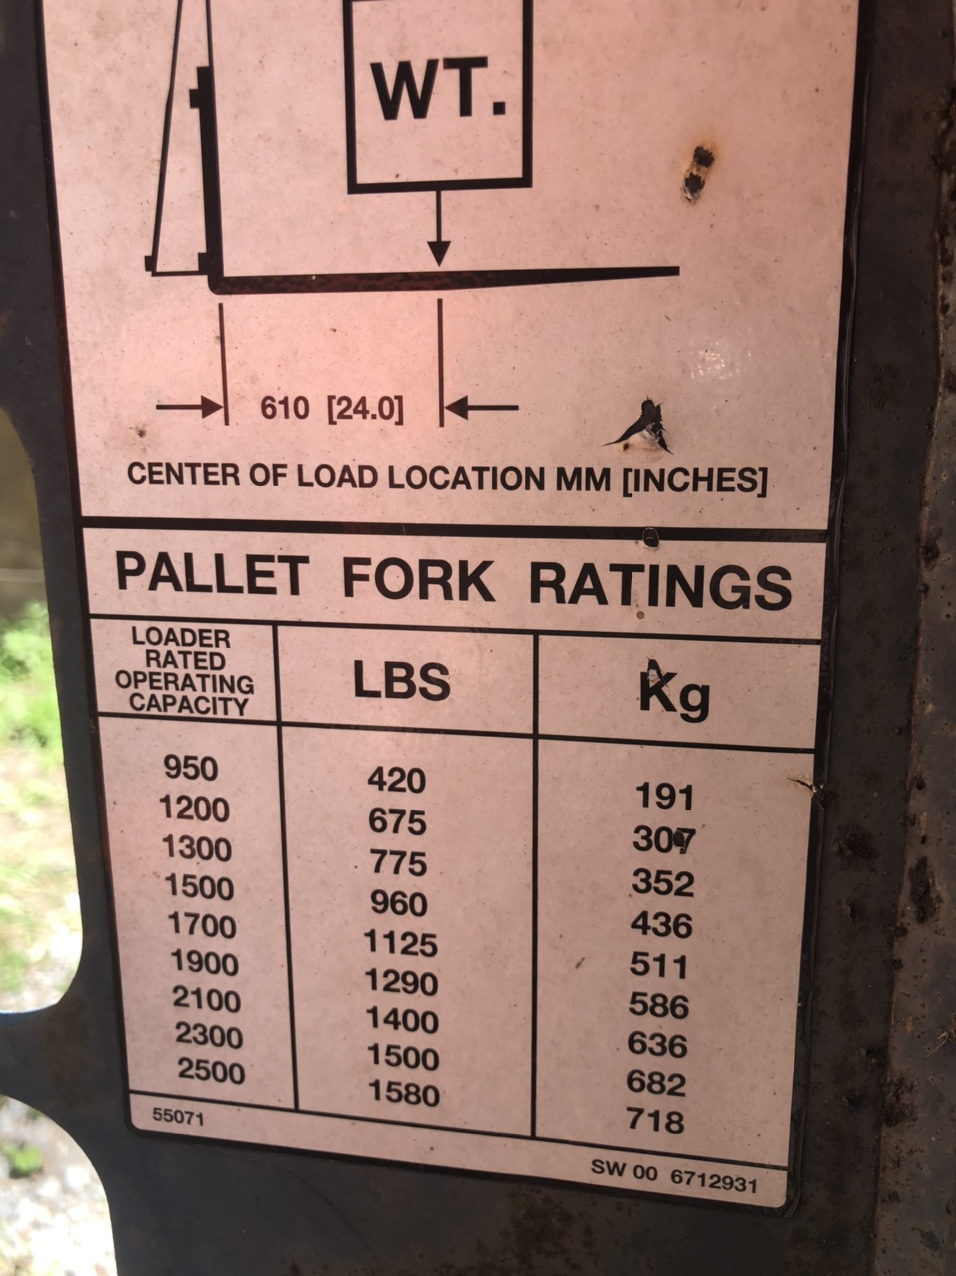 WT.
610 [24.0]
CENTER OF LOAD LOCATION MM [INCHES]
PALLET FORK RATINGS
LOADER
RATED
OPERATING
CAPACITY
LBS
Kg
950 420 191
1200 675 307
1300 775 352
1500 960 436
1700 1125 511
1900 1290 586
2100 1400 636
2300 1500 682
2500 1580 718
55071
SW 00 6712931